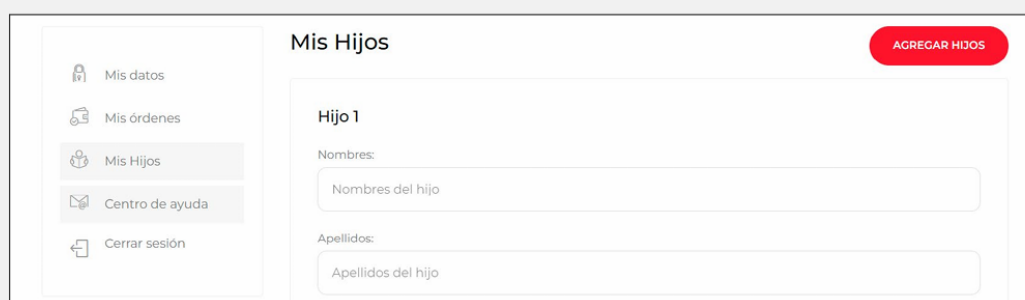 Mis datos
Mis órdenes
Mis Hijos
Centro de ayuda
Cerrar sesión
Mis Hijos
AGREGAR HIJOS
Hijo 1
Nombres:
Nombres del hijo
Apellidos:
Apellidos del hijo